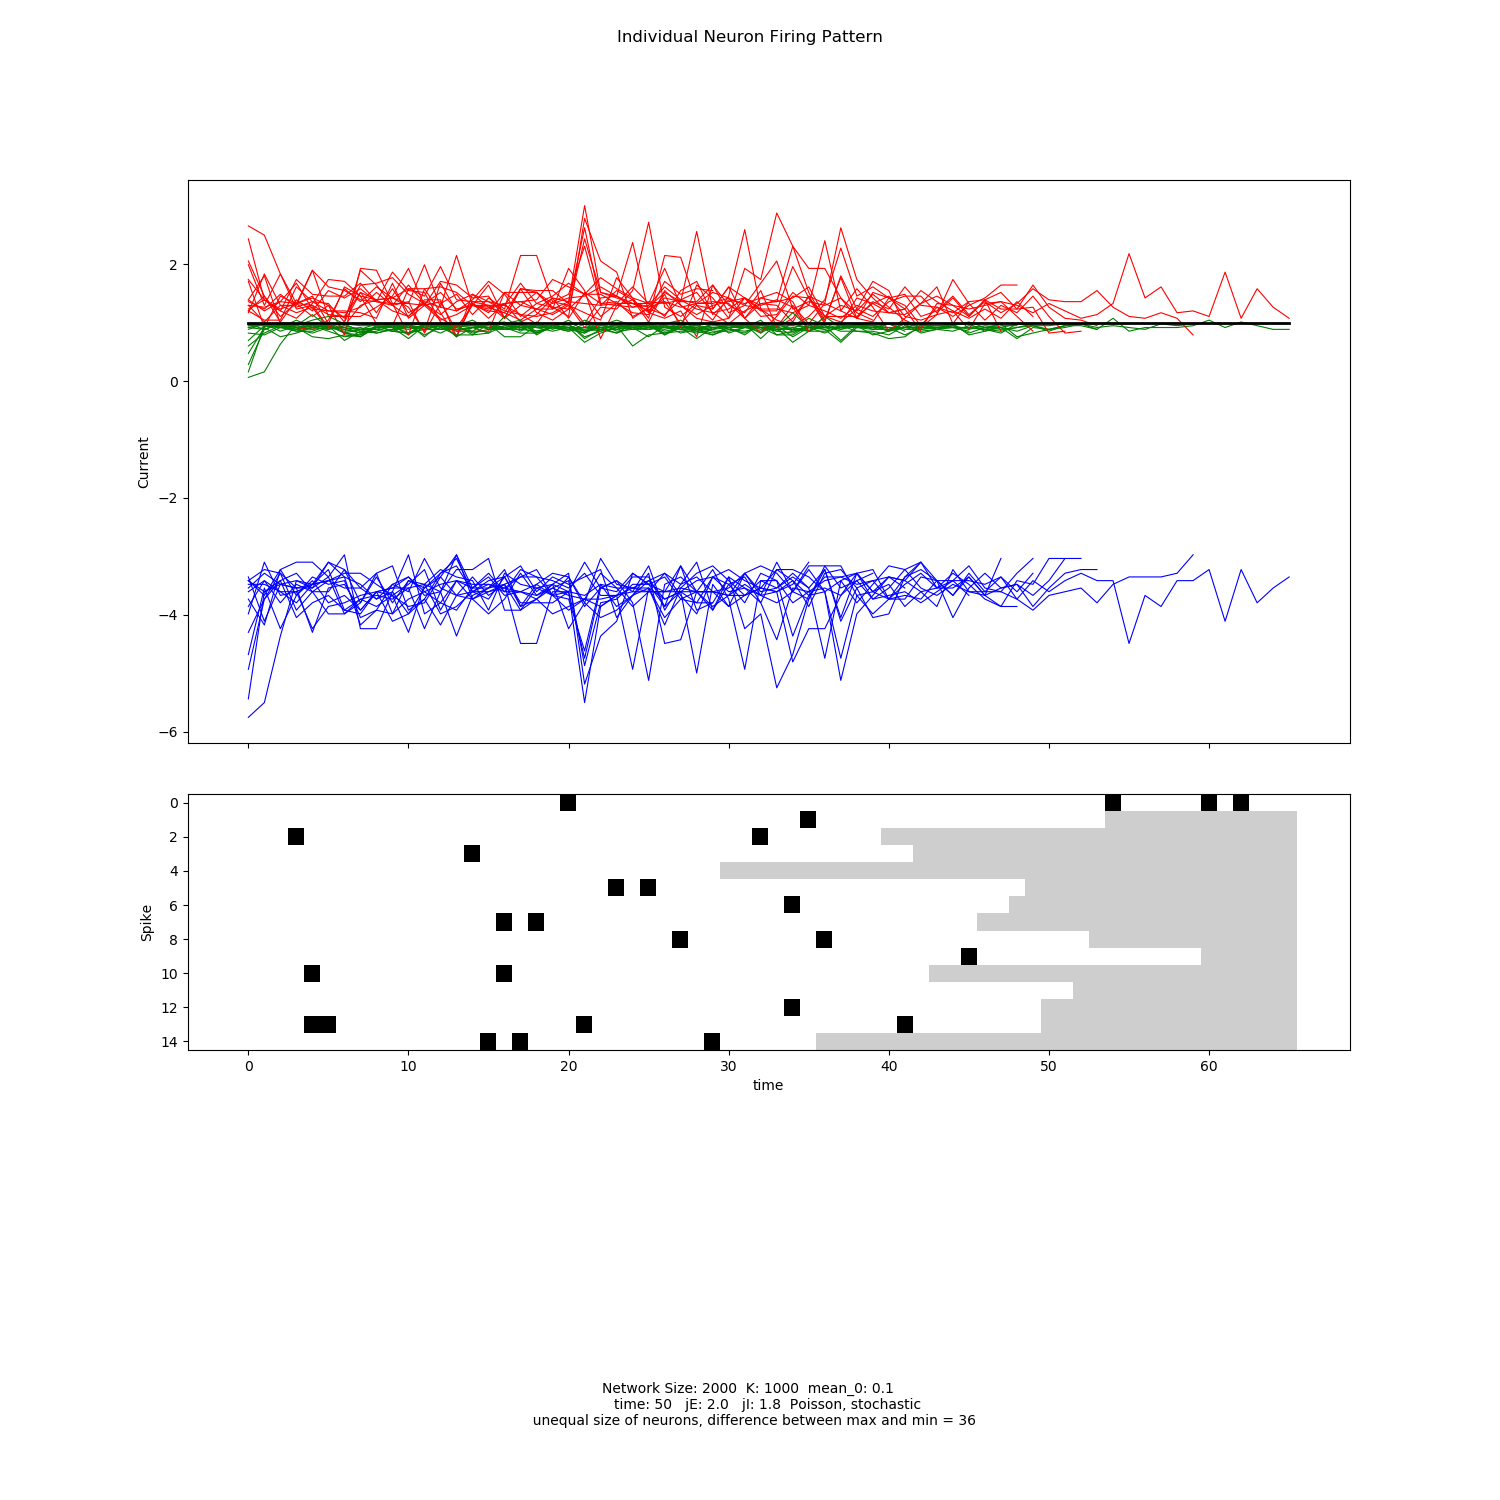 Individual Neuron Firing Pattern
2
0
−2
−4
−6
Current
0
2
4
6
8
10
12
14
Spike
0 10 20 30 40 50 60
time
Network Size: 2000 K: 1000 mean_0: 0.1
time: 50 jE: 2.0 jI: 1.8 Poisson, stochastic
unequal size of neurons, difference between max and min = 36